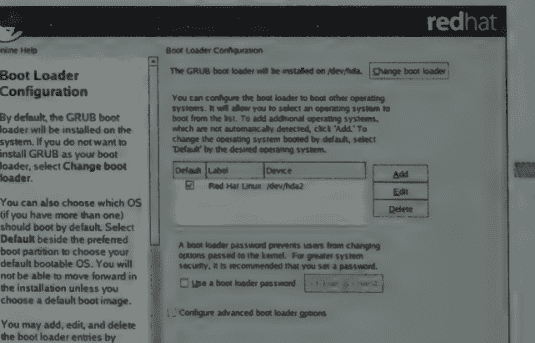 redhat
nline Help
Boot Loader
Configuration
By default, the GRUB boot
loader will be installed on the
system. If you do not want to
install GRUB as your boot
loader, select Change boot
loader.
You can also choose which OS
(if you have more than one)
should boot by default. Select
Default beside the preferred
boot partition to choose your
default bootable OS. You will
not be able to move forward in
the installation unless you
choose a default boot image.
You may add, edit, and delete
the boot loader entries by
Boot Loader Configuration
The GRUB boot loader will be installed on /dev/hda.
Change boot loader
You can configure the boot loader to boot other operating
systems. It will allow you to select an operating system to
boot from the list. To add additional operating systems,
which are not automatically detected, click 'Add.' To
change the operating system booted by default, select
'Default' by the desired operating system.
Default Label Device
Red Hat Linux /dev/hda2
Add
Edit
Delete
A boot loader password prevents users from changing
options passed to the kernel. For greater system
security, it is recommended that you set a password.
Use a boot loader password
Configure advanced boot loader options